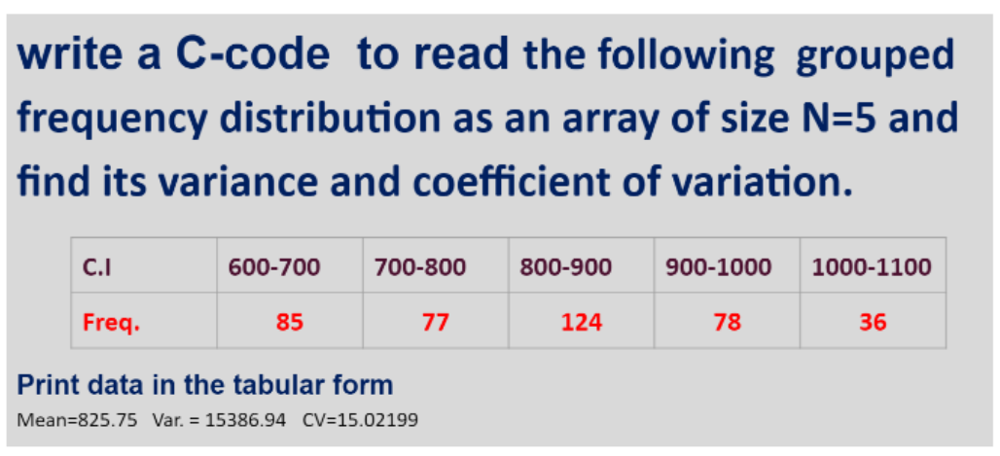 write a C-code to read the following grouped
frequency distribution as an array of size N=5 and
find its variance and coefficient of variation.
C.I 600-700 700-800 800-900 900-1000 1000-1100
Freq. 85 77 124 78 36
Print data in the tabular form
Mean=825.75 Var. = 15386.94 CV=15.02199